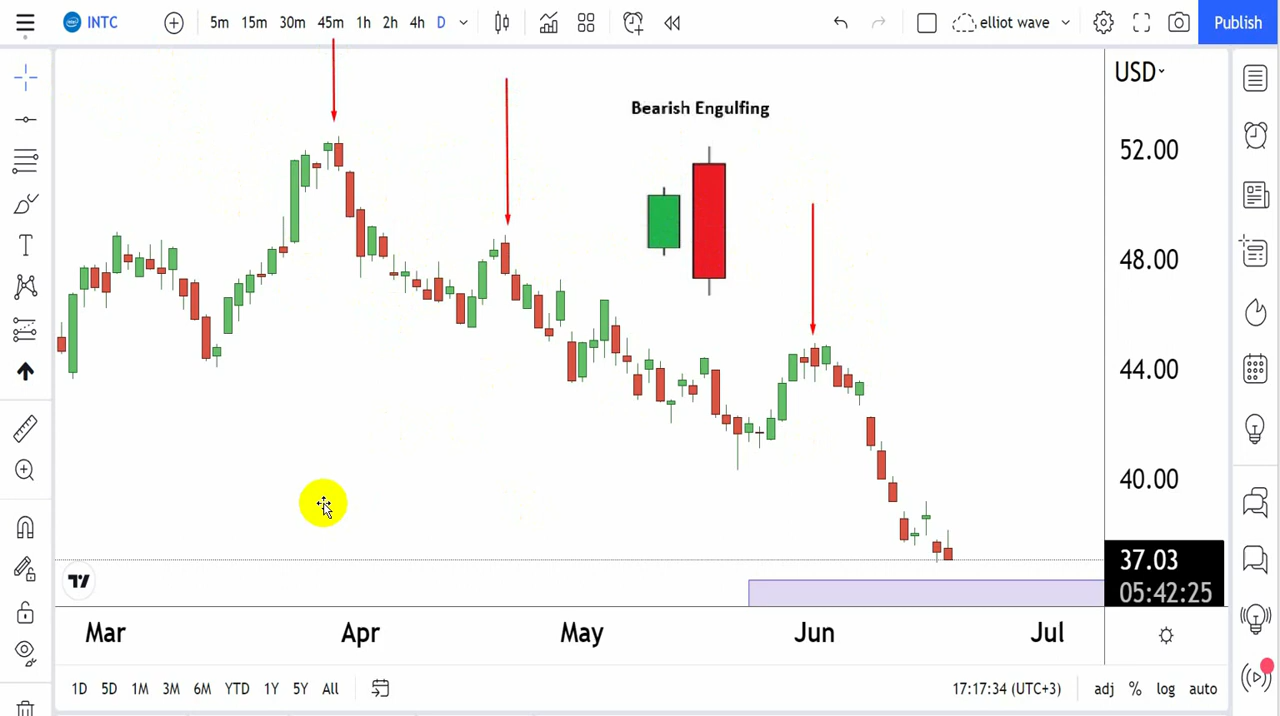 INTC 5m 15m 30m 45m 1h 2h 4h D elliot wave Publish
USD
Bearish Engulfing
52.00
48.00
44.00
40.00
37.03
05:42:25
Mar Apr May Jun Jul
1D 5D 1M 3M 6M YTD 1Y 5Y All 17:17:34 (UTC+3) adj % log auto